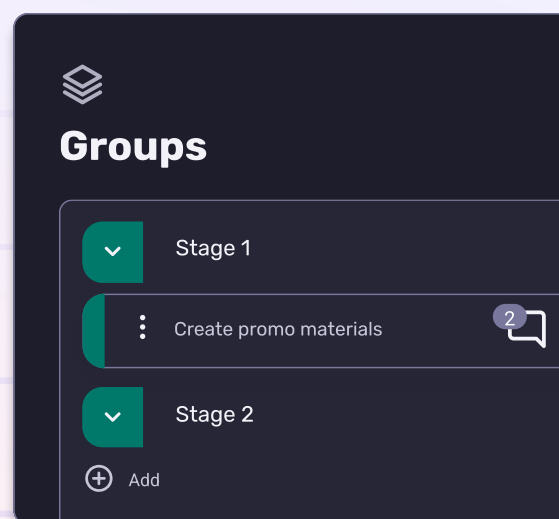 Groups
Stage 1
Create promo materials
2
Stage 2
Add